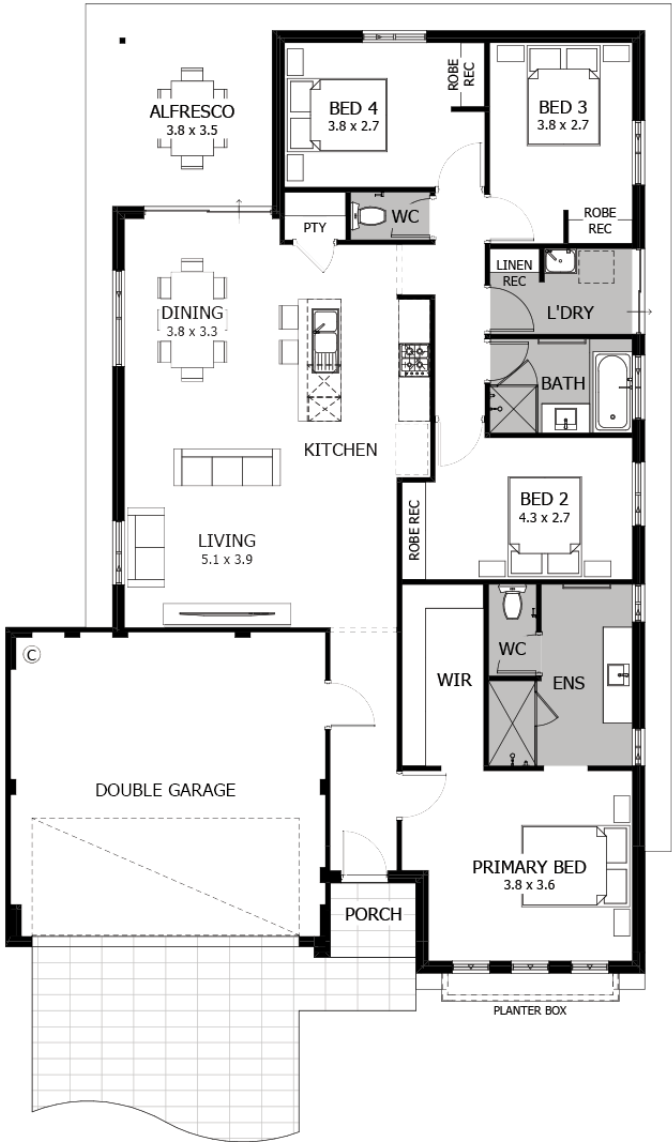 ROBE
REC
BED 4
3.8 x 2.7
BED 3
3.8 x 2.7
ALFRESCO
3.8 x 3.5
ROBE
REC
WC
PTY
LINEN
REC
L'DRY
DINING
3.8 x 3.3
BATH
KITCHEN
BED 2
4.3 x 2.7
ROBE REC
LIVING
5.1 x 3.9
C
WC
WIR
ENS
DOUBLE GARAGE
PRIMARY BED
3.8 x 3.6
PORCH
PLANTER BOX